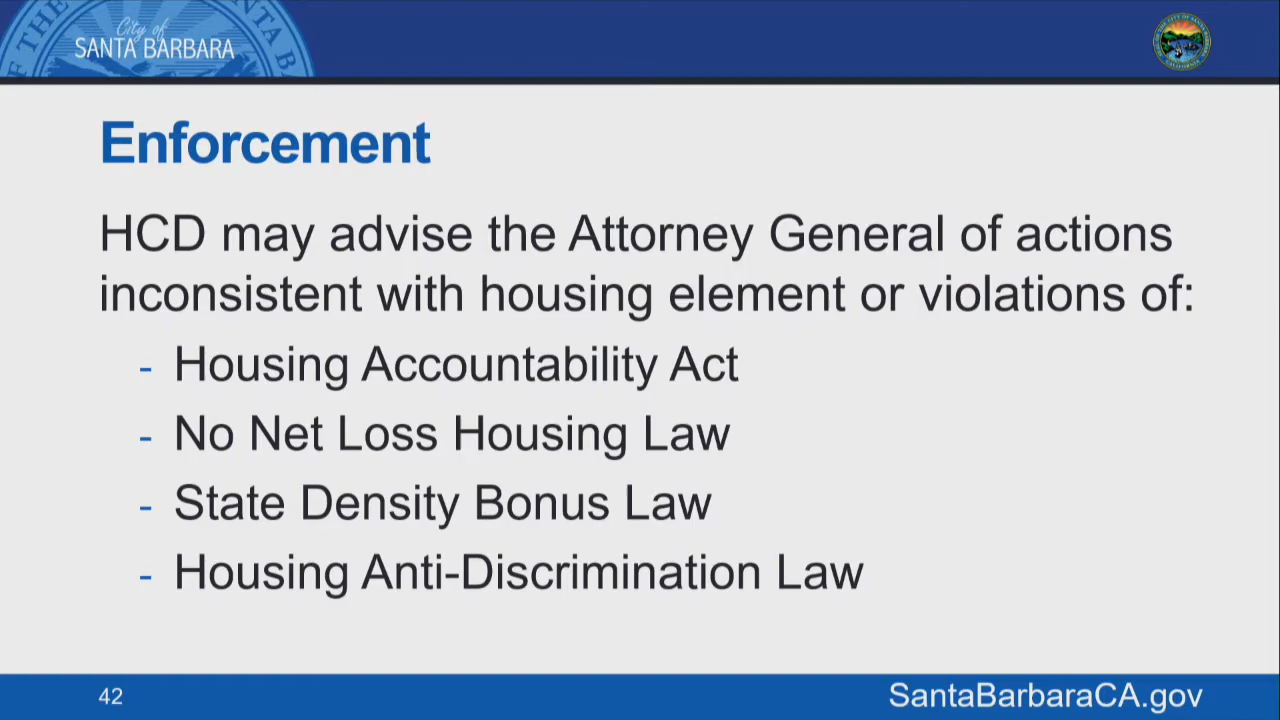 City of
SANTA BARBARA
Enforcement
HCD may advise the Attorney General of actions
inconsistent with housing element or violations of:
- Housing Accountability Act
- No Net Loss Housing Law
- State Density Bonus Law
- Housing Anti-Discrimination Law
42
SantaBarbaraCA.gov